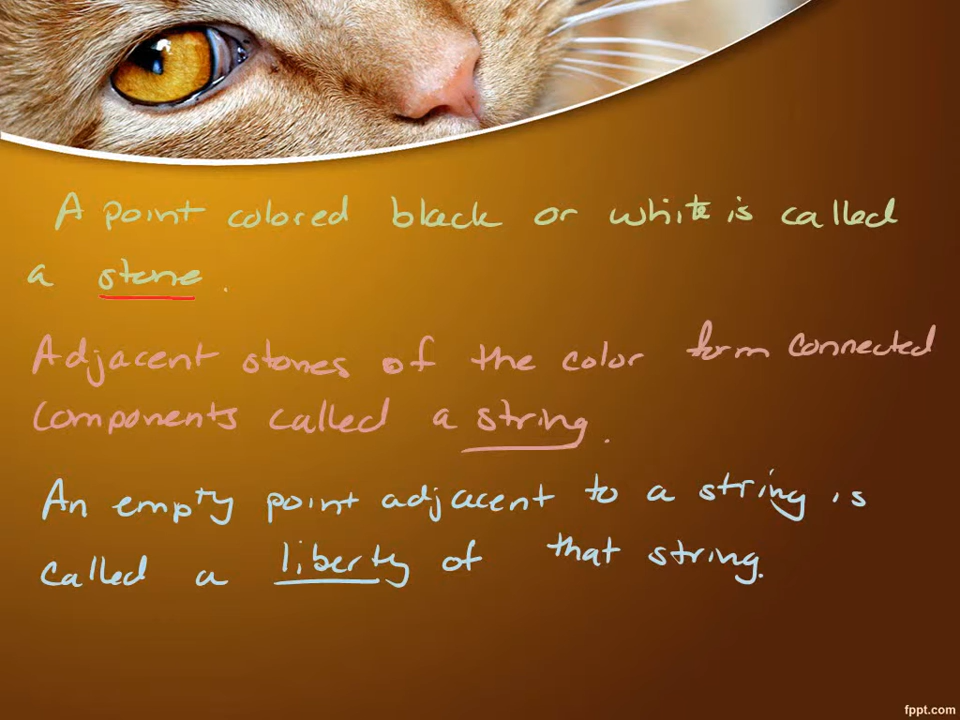 A point colored black or white is called
a stone.
Adjacent stones of the color form connected
components called a string.
An empty point adjacent to a string is
called a liberty of that string.
fppt.com